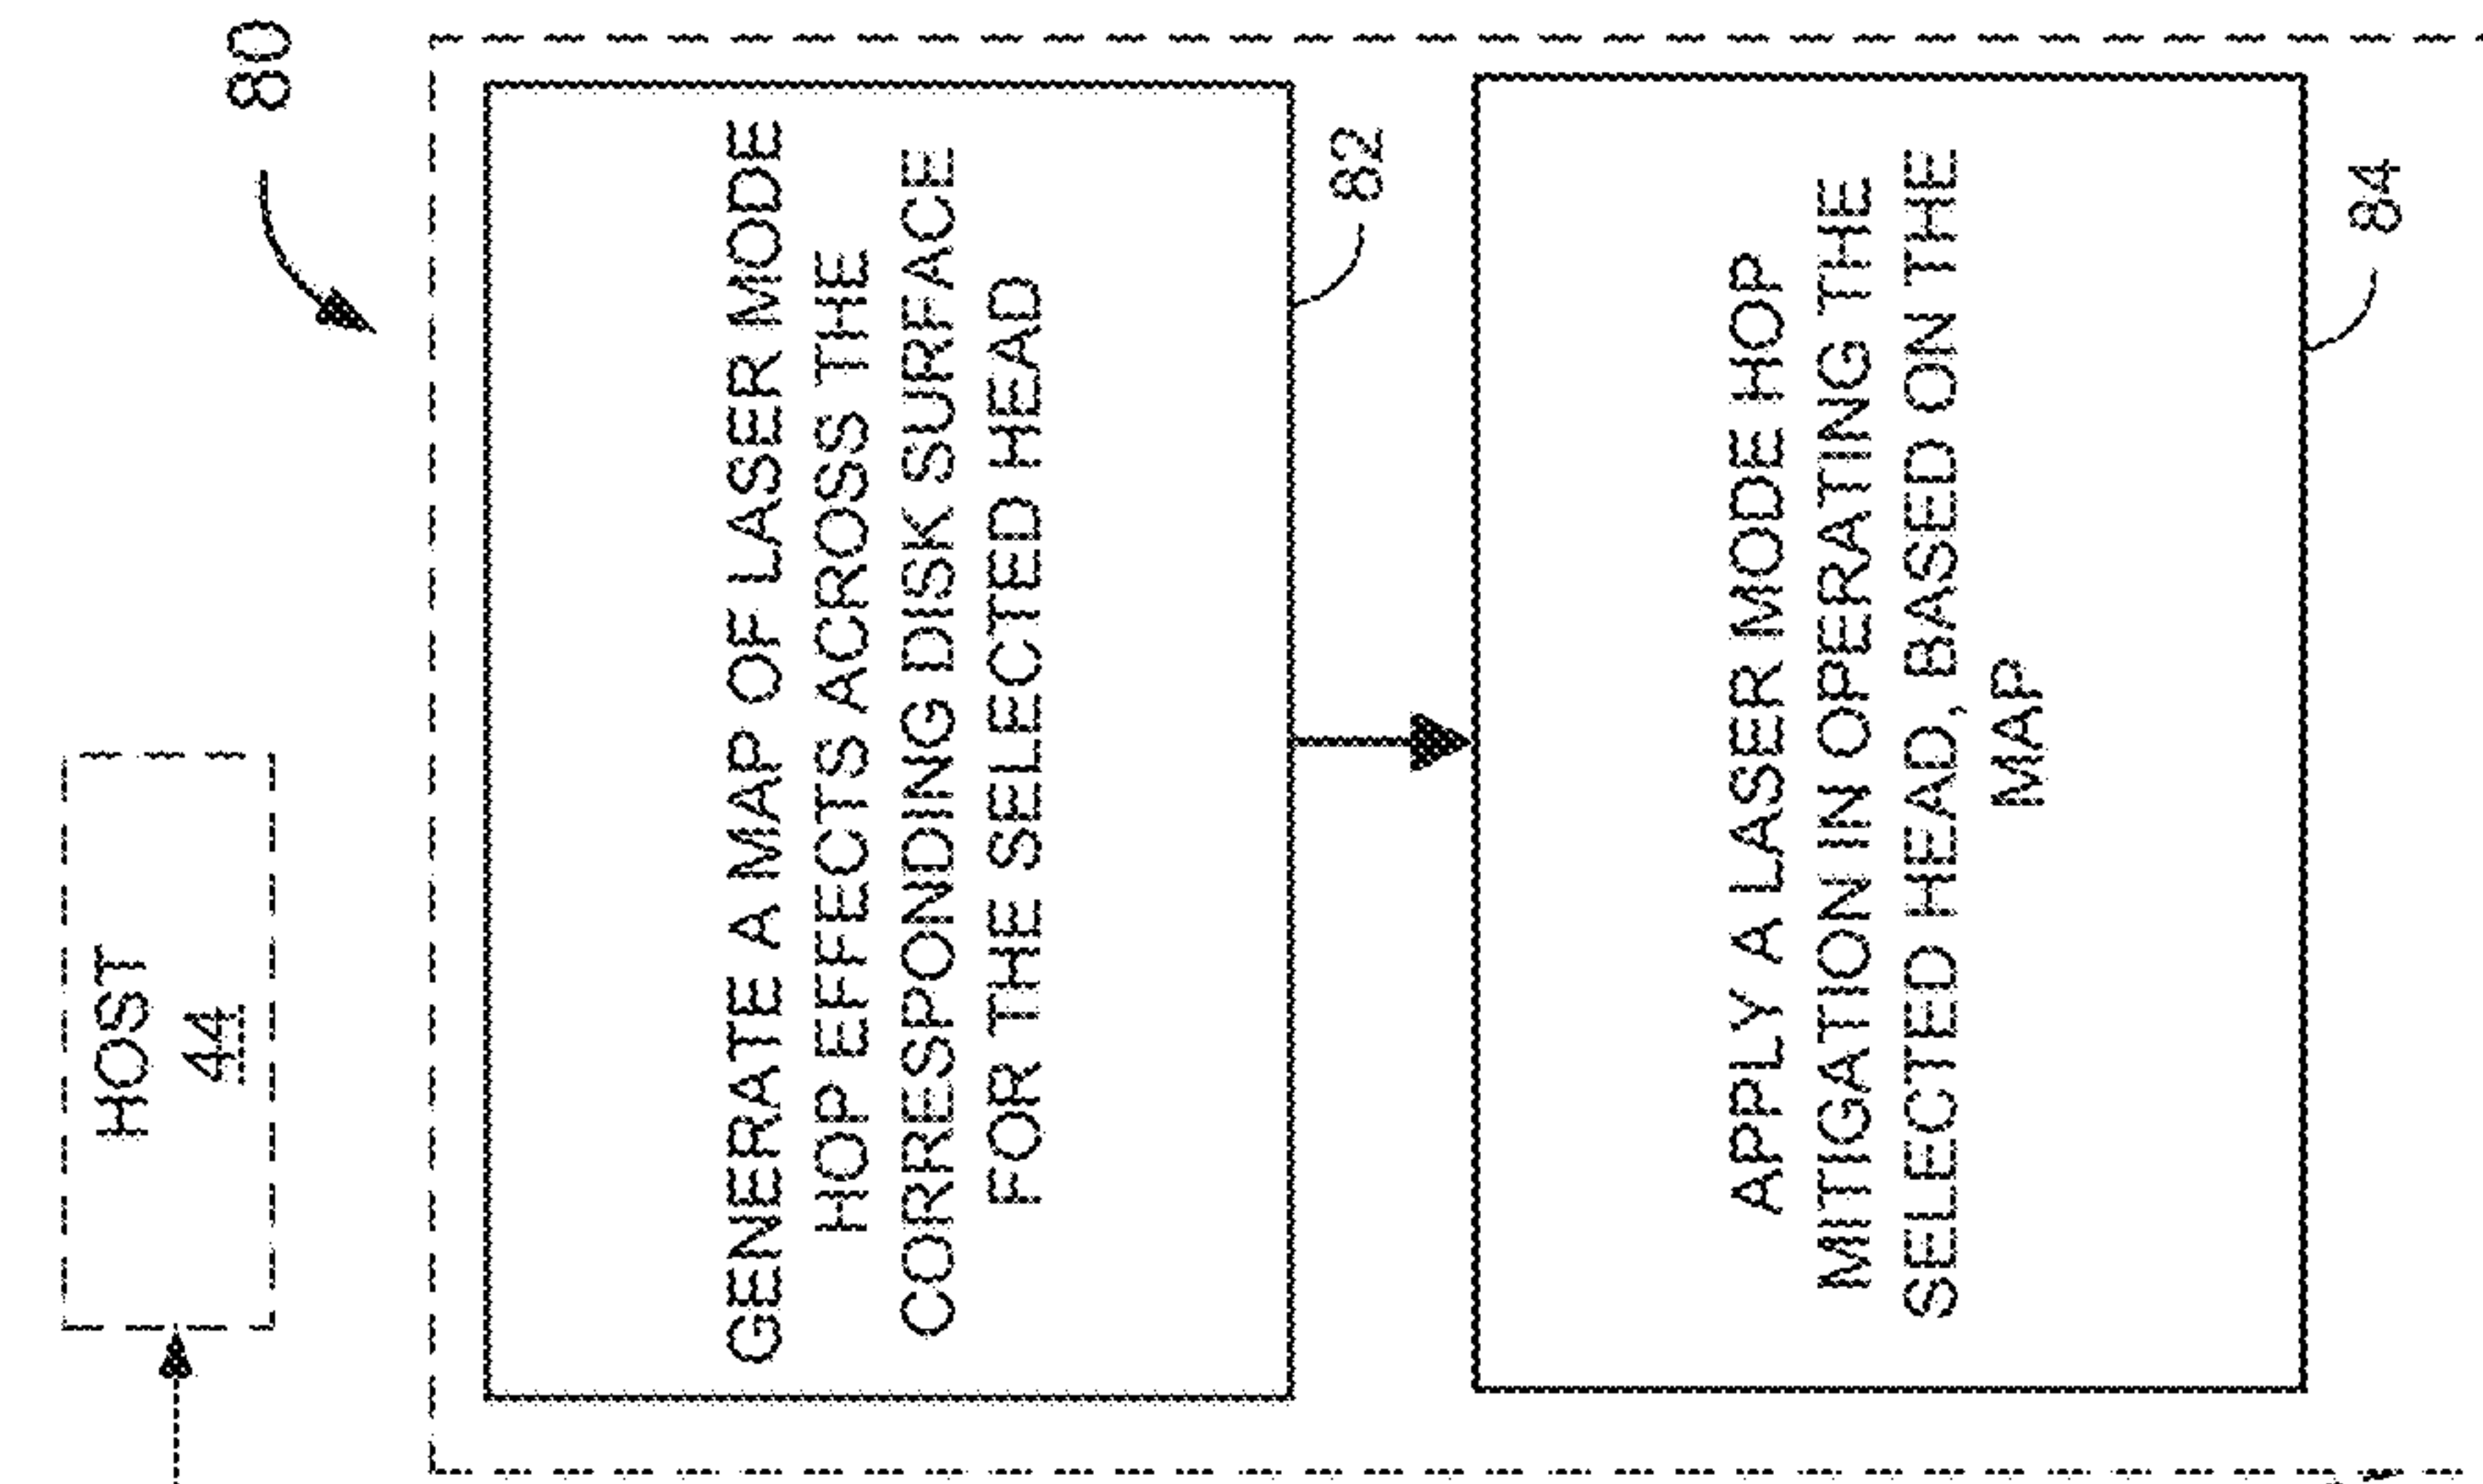 HOST
44
80
GENERATE A MAP OF LASER MODE
HOP EFFECTS ACROSS THE
CORRESPONDING DISK SURFACE
FOR THE SELECTED HEAD
82
APPLY A LASER MODE HOP
MITIGATION IN OPERATING THE
SELECTED HEAD, BASED ON THE
MAP
84